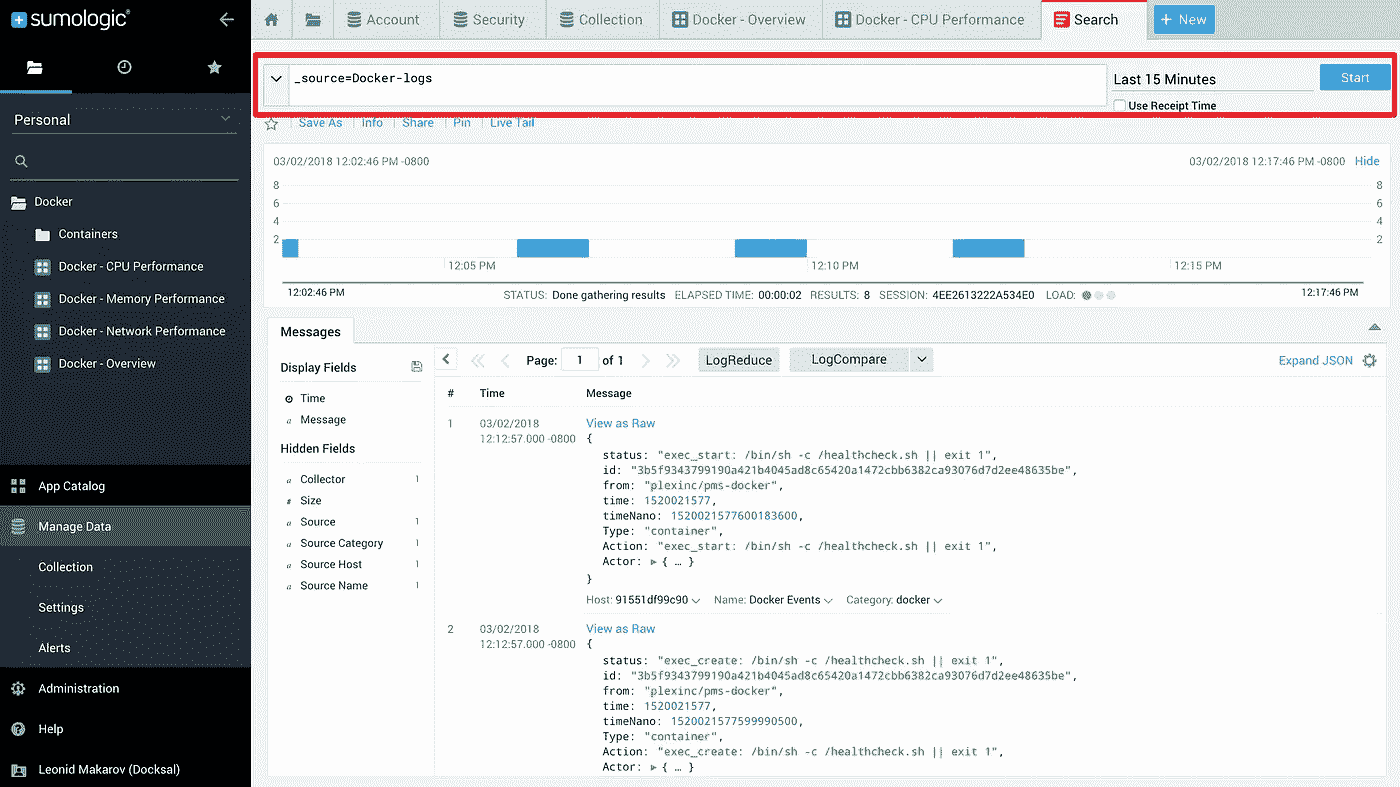 sumologic
Account
Security
Collection
Docker - Overview
Docker - CPU Performance
Search
+ New
Personal
Docker
Containers
Docker - CPU Performance
Docker - Memory Performance
Docker - Network Performance
Docker - Overview
App Catalog
Manage Data
Collection
Settings
Alerts
Administration
Help
Leonid Makarov (Docksal)
_source=Docker-logs
Last 15 Minutes
Start
Use Receipt Time
Save As Info Share Pin Live Tail
03/02/2018 12:02:46 PM -0800
03/02/2018 12:17:46 PM -0800 Hide
8 8
6 6
4 4
2 2
12:05 PM 12:10 PM 12:15 PM
12:02:46 PM
STATUS: Done gathering results ELAPSED TIME: 00:00:02 RESULTS: 8 SESSION: 4EE2613222A534E0 LOAD:
12:17:46 PM
Messages
Display Fields
a Time
a Message
Hidden Fields
a Collector 1
# Size
a Source 1
a Source Category 1
a Source Host 1
a Source Name 1
Page: 1 of 1
LogReduce
LogCompare
Expand JSON
# Time Message
1 03/02/2018 View as Raw
12:12:57.000 -0800 {
status: "exec_start: /bin/sh -c /healthcheck.sh || exit 1",
id: "3b5f9343799190a421b4045ad8c65420a1472cbb6382ca93076d7d2ee48635be",
from: "plexinc/pms-docker",
time: 1520021577,
timeNano: 1520021577600183600,
Type: "container",
Action: "exec_start: /bin/sh -c /healthcheck.sh || exit 1",
Actor: { … }
}
Host: 91551df99c90 Name: Docker Events Category: docker
2 03/02/2018 View as Raw
12:12:57.000 -0800 {
status: "exec_create: /bin/sh -c /healthcheck.sh || exit 1",
id: "3b5f9343799190a421b4045ad8c65420a1472cbb6382ca93076d7d2ee48635be",
from: "plexinc/pms-docker",
time: 1520021577,
timeNano: 1520021577599990500,
Type: "container",
Action: "exec_create: /bin/sh -c /healthcheck.sh || exit 1",
Actor: { … }